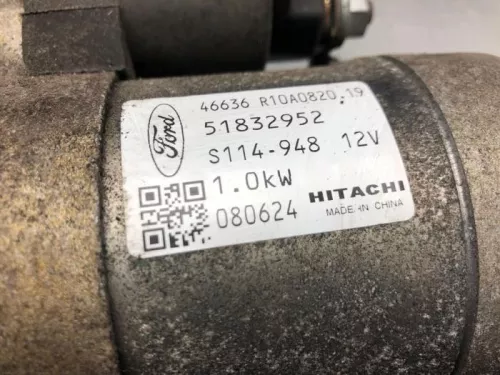 46636 R10A0820.19
Ford
51832952
S114-948 12V
1.0kW
HITACHI
080624
MADE IN CHINA